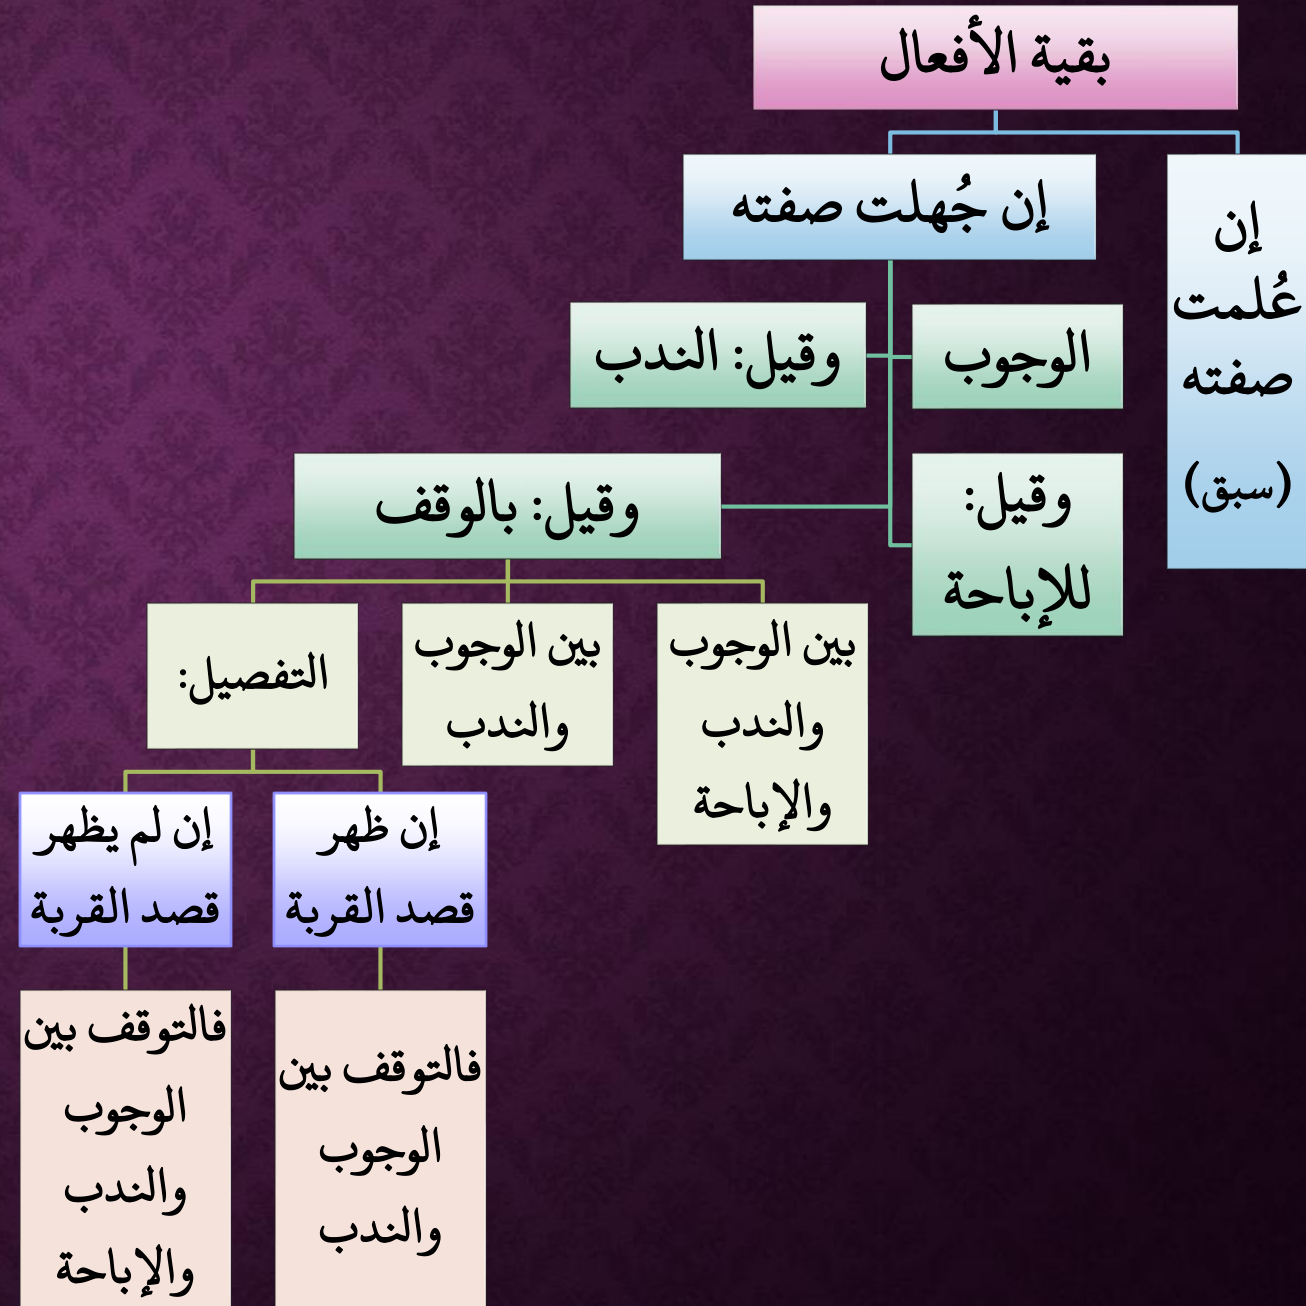 بقية الأفعال
إن
عُلمت
صفته
(سبق)
إن جُهلت صفته
الوجوب
وقيل: الندب
وقيل:
للإباحة
وقيل: بالوقف
بين الوجوب
والندب
والإباحة
بين الوجوب
والندب
التفصيل:
إن ظهر
قصد القربة
فالتوقف بين
الوجوب
والندب
إن لم يظهر
قصد القربة
فالتوقف بين
الوجوب
والندب
والإباحة